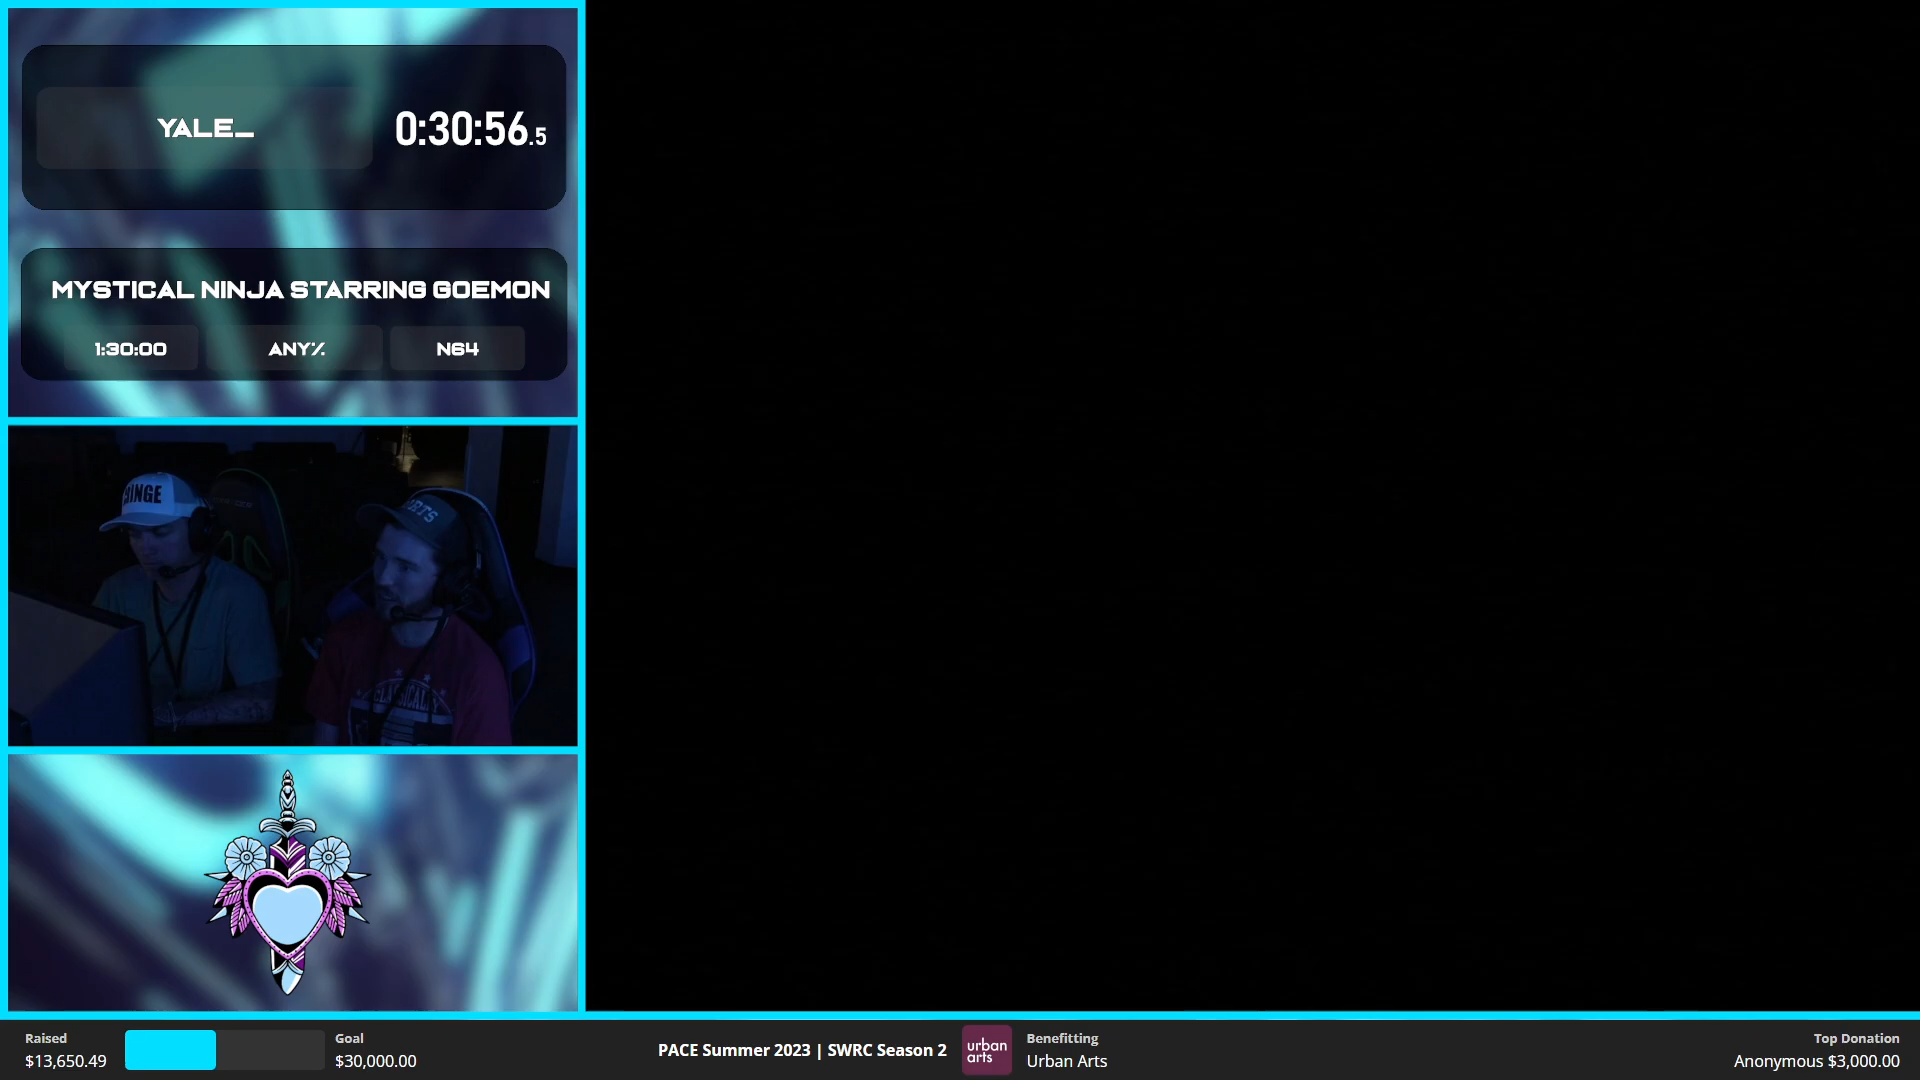 YALE_
0:30:56.5
MYSTICAL NINJA STARRING GOEMON
1:30:00
ANY%
N64
CLASSICALLY
Raised
$13,650.49
Goal
$30,000.00
PACE Summer 2023 | SWRC Season 2
urban
arts
Benefitting
Urban Arts
Top Donation
Anonymous $3,000.00